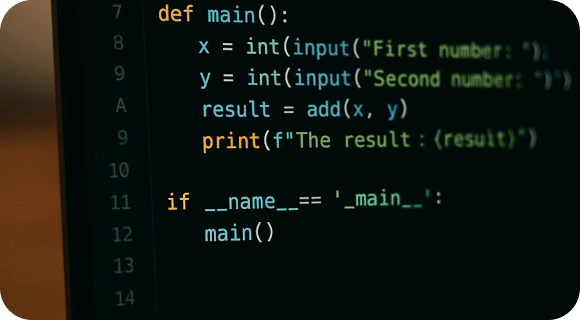 7 def main():
8 x = int(input("First number: ");
9 y = int(input("Second number: ")')
A result = add(x, y)
9 print(f"The result: {resuit}")
10
11 if __name__== '_main__':
12 main()
13
14